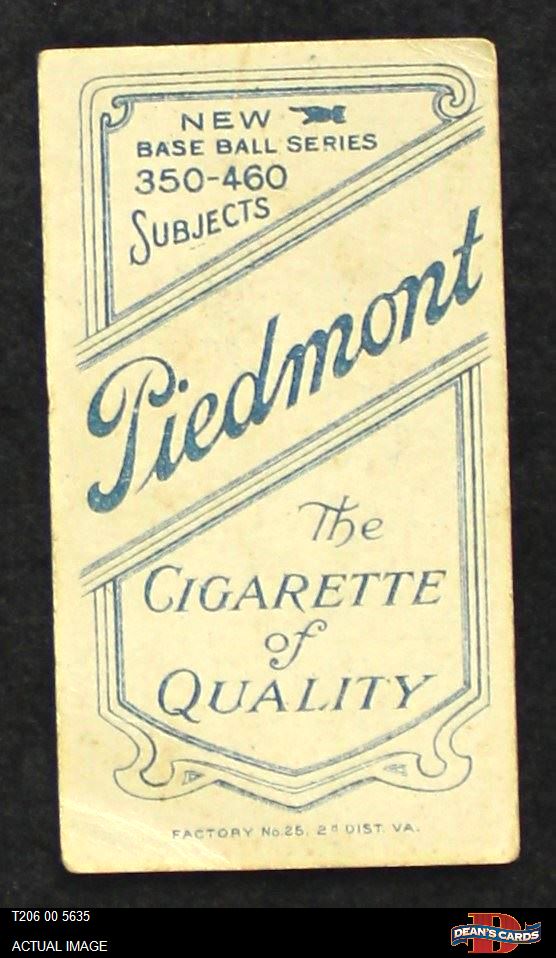 NEW
BASE BALL SERIES
350-460
SUBJECTS
Piedmont
The
CIGARETTE
of
QUALITY
FACTORY No. 25, 2d DIST. VA.
T206 00 5635
ACTUAL IMAGE
D
DEAN'S CARDS